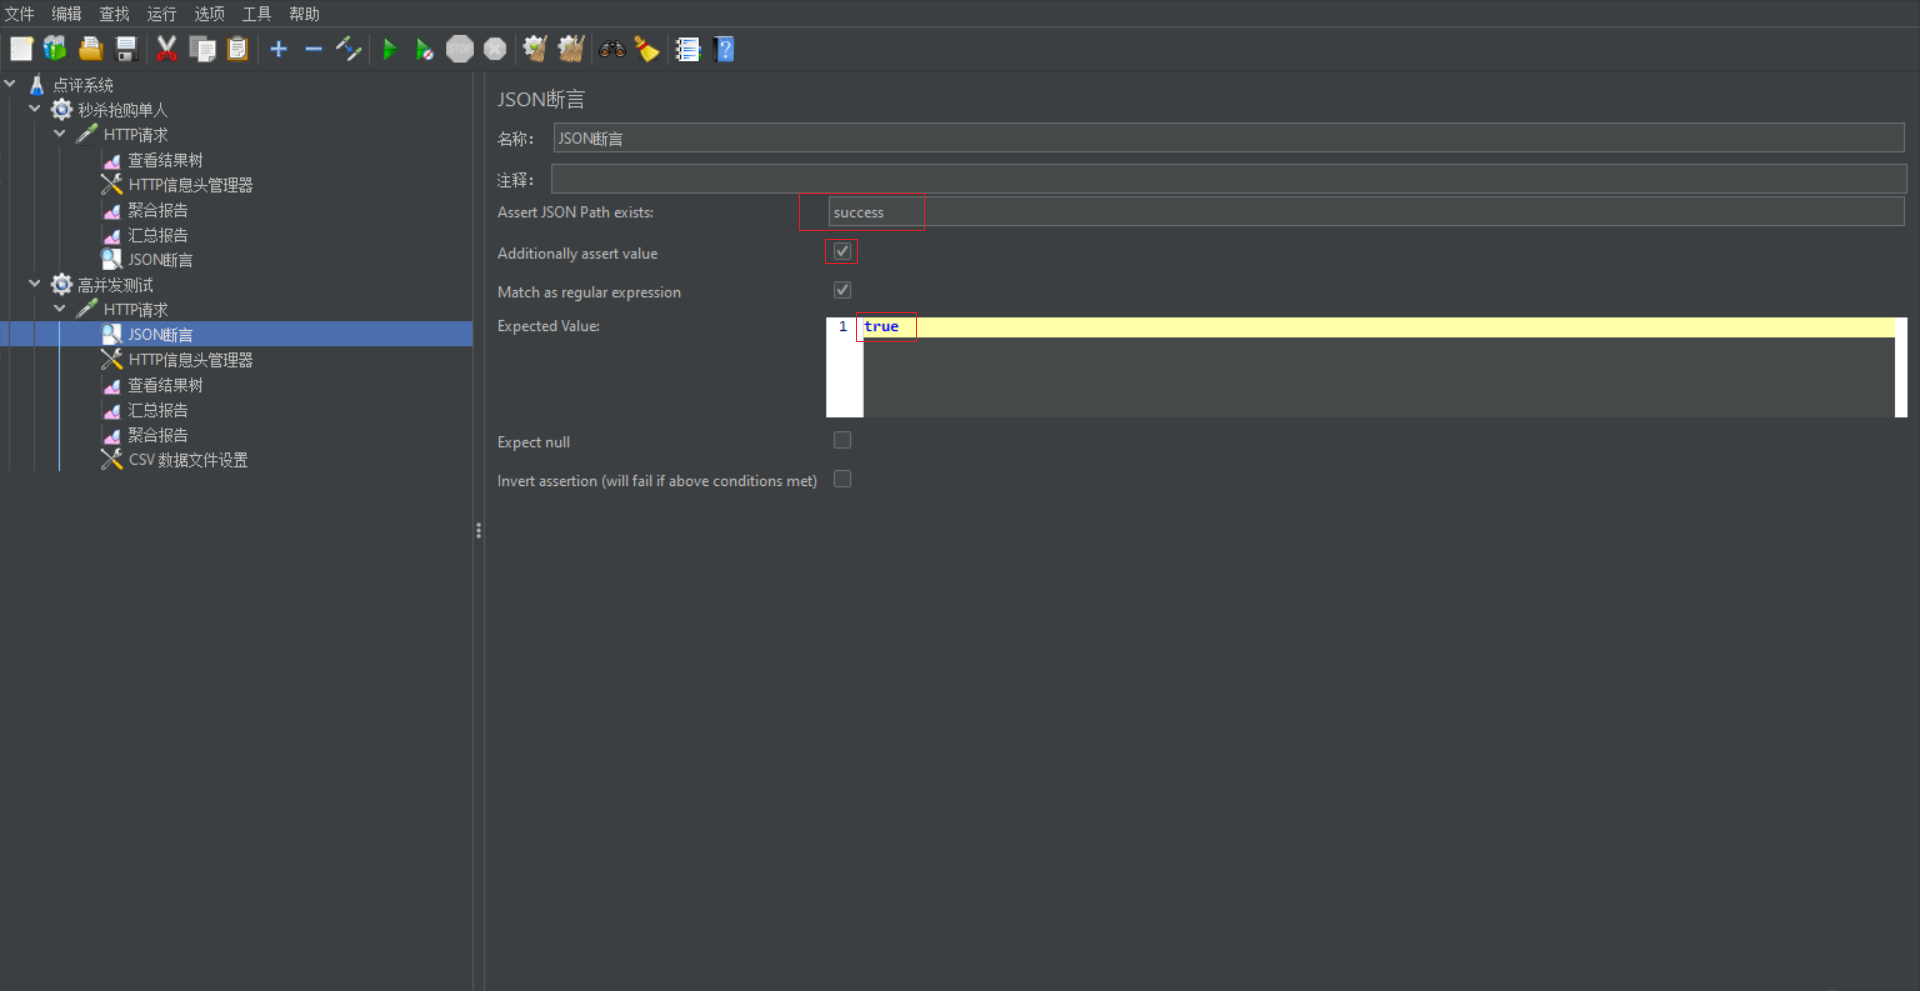 文件 编辑 查找 运行 选项 工具 帮助
STOP
点评系统
秒杀抢购单人
HTTP请求
查看结果树
HTTP信息头管理器
聚合报告
汇总报告
JSON断言
高并发测试
HTTP请求
JSON断言
HTTP信息头管理器
查看结果树
汇总报告
聚合报告
CSV 数据文件设置
JSON断言
名称： JSON断言
注释：
Assert JSON Path exists: success
Additionally assert value
Match as regular expression
Expected Value: 1 true
Expect null
Invert assertion (will fail if above conditions met)